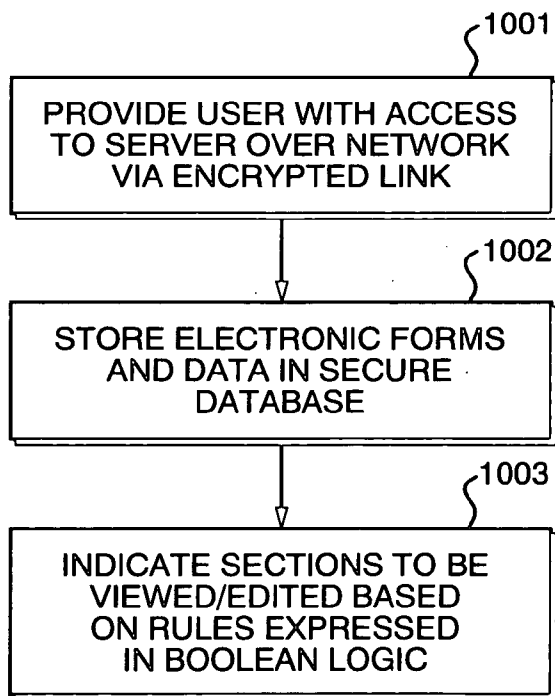 1001
PROVIDE USER WITH ACCESS
TO SERVER OVER NETWORK
VIA ENCRYPTED LINK
1002
STORE ELECTRONIC FORMS
AND DATA IN SECURE
DATABASE
1003
INDICATE SECTIONS TO BE
VIEWED/EDITED BASED
ON RULES EXPRESSED
IN BOOLEAN LOGIC